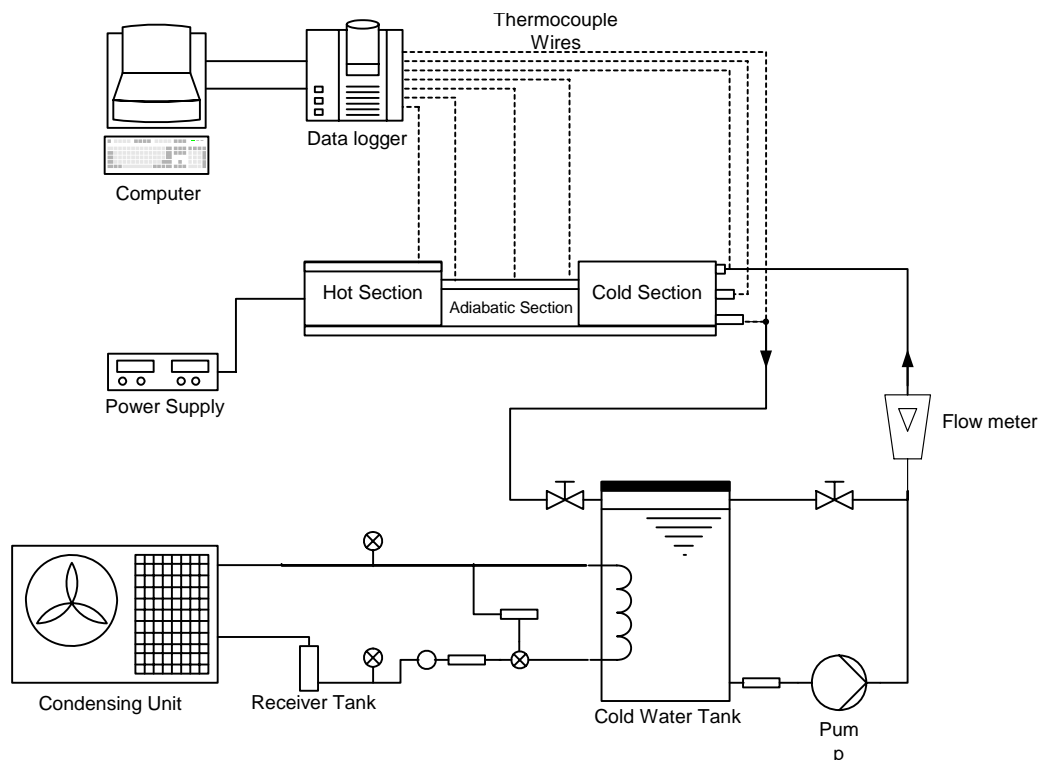 Thermocouple
Wires
Data logger
Computer
Hot Section
Cold Section
Adiabatic Section
Power Supply
Flow meter
Condensing Unit
Receiver Tank
Cold Water Tank
Pum
p